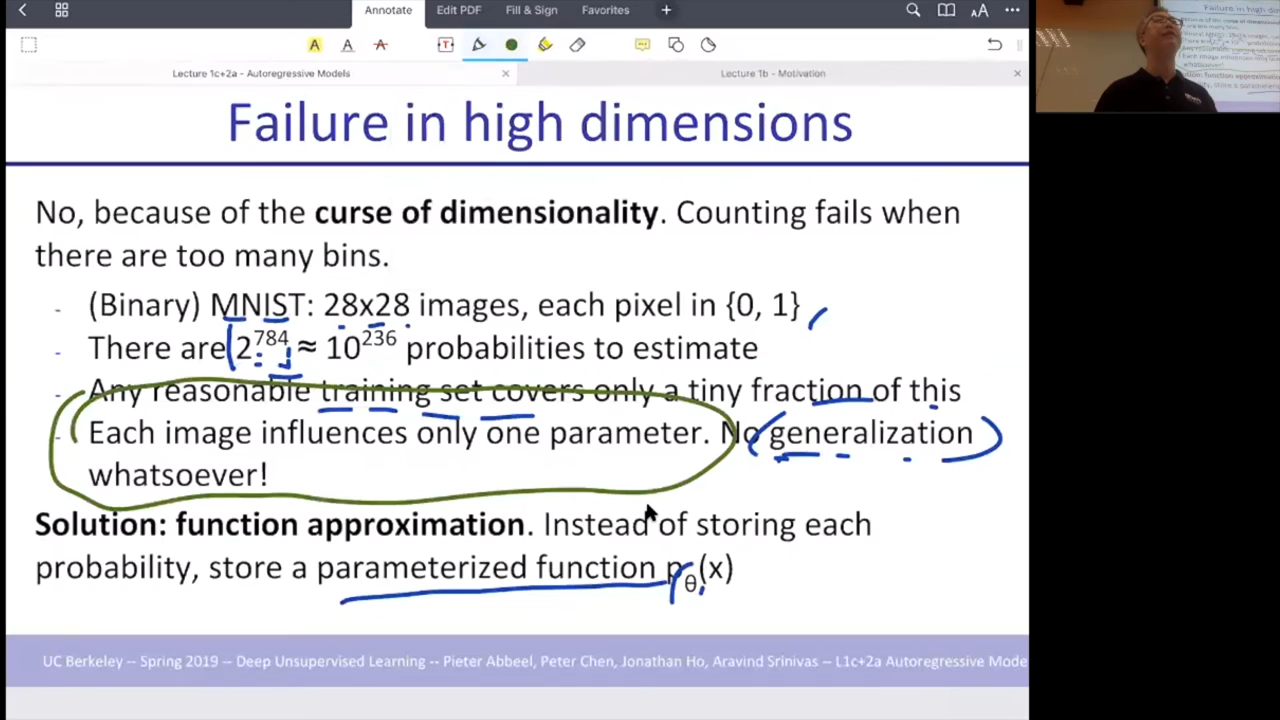 Annotate Edit PDF Fill & Sign Favorites
Lecture 1c+2a - Autoregressive Models Lecture 1b - Motivation
Failure in high dimensions
No, because of the curse of dimensionality. Counting fails when
there are too many bins.
- (Binary) MNIST: 28x28 images, each pixel in {0, 1}
- There are 2^784 ≈ 10^236 probabilities to estimate
- Any reasonable training set covers only a tiny fraction of this
- Each image influences only one parameter. No generalization
whatsoever!
Solution: function approximation. Instead of storing each
probability, store a parameterized function pθ(x)
UC Berkeley -- Spring 2019 -- Deep Unsupervised Learning -- Pieter Abbeel, Peter Chen, Jonathan Ho, Aravind Srinivas -- L1c+2a Autoregressive Mode